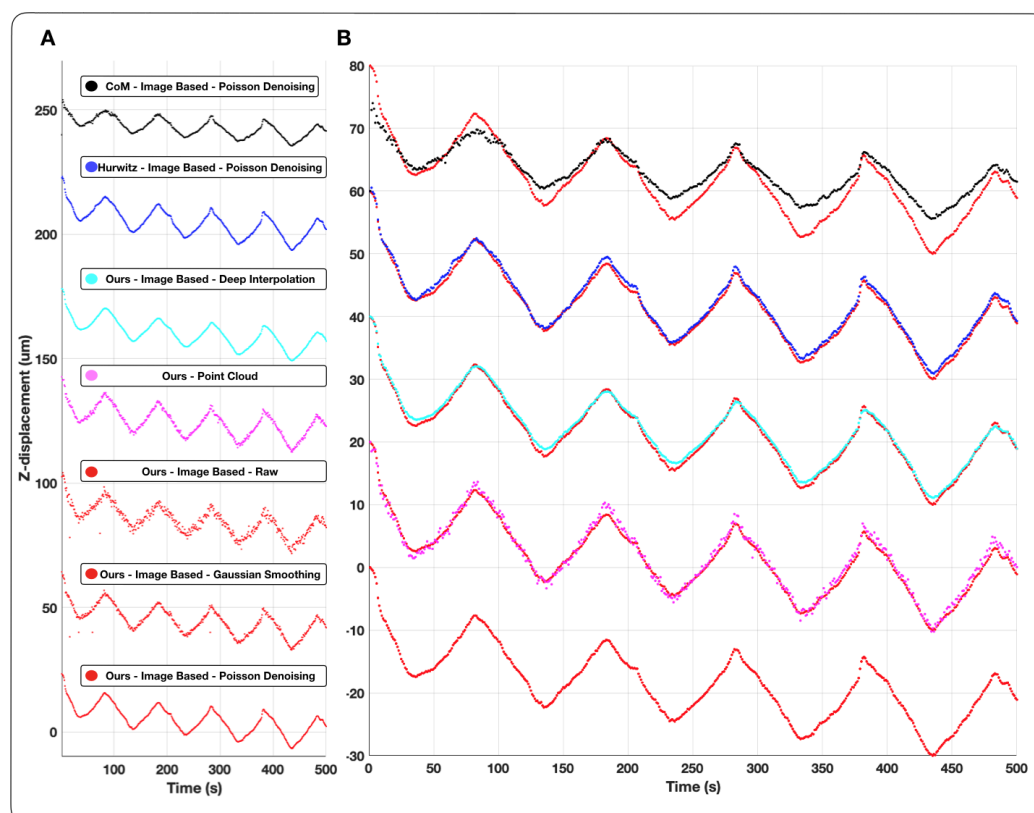 A
B
CoM - Image Based - Poisson Denoising
Hurwitz - Image Based - Poisson Denoising
Ours - Image Based - Deep Interpolation
Ours - Point Cloud
Ours - Image Based - Raw
Ours - Image Based - Gaussian Smoothing
Ours - Image Based - Poisson Denoising
Z-displacement (um)
250
200
150
100
50
0
100
200
300
400
500
Time (s)
80
70
60
50
40
30
20
10
0
-10
-20
-30
0
50
100
150
200
250
300
350
400
450
500
Time (s)